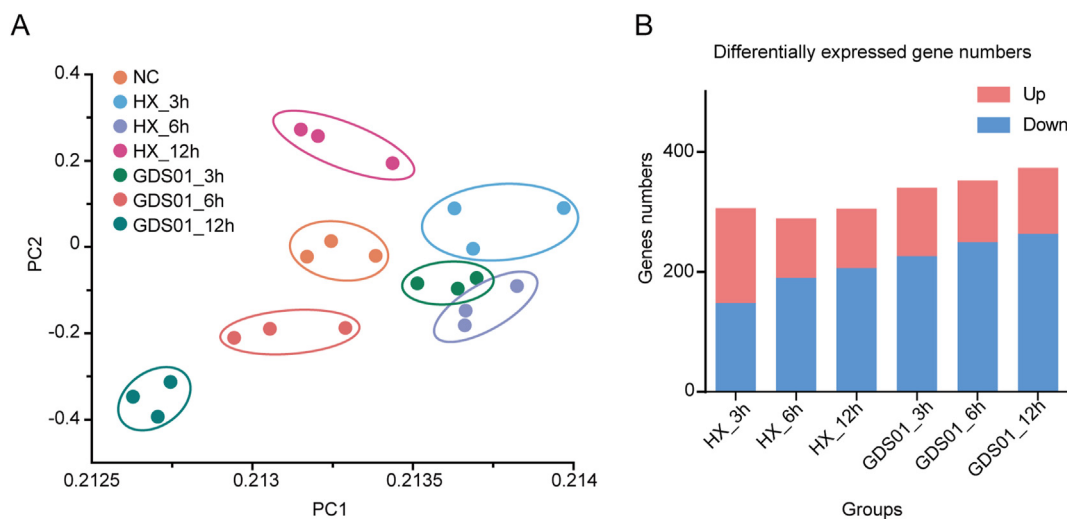 A
0.4
0.2
0
-0.2
-0.4
PC2
NC
HX_3h
HX_6h
HX_12h
GDS01_3h
GDS01_6h
GDS01_12h
0.2125
0.213
0.2135
0.214
PC1
B
Differentially expressed gene numbers
Up
Down
400
200
0
Genes numbers
HX_3h
HX_6h
HX_12h
GDS01_3h
GDS01_6h
GDS01_12h
Groups